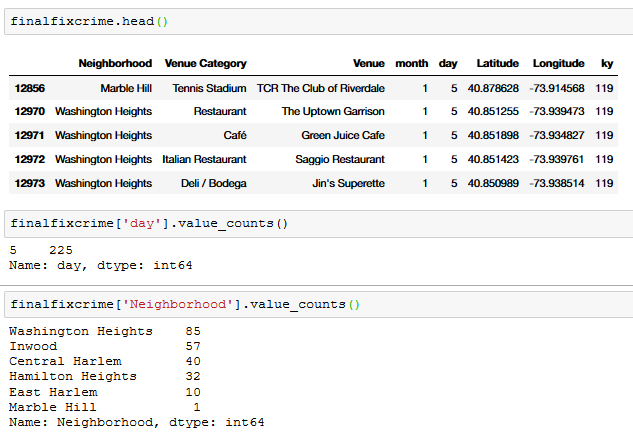 finalfixcrime.head()
Neighborhood Venue Category Venue month day Latitude Longitude ky
12856 Marble Hill Tennis Stadium TCR The Club of Riverdale 1 5 40.878628 -73.914568 119
12970 Washington Heights Restaurant The Uptown Garrison 1 5 40.851255 -73.939473 119
12971 Washington Heights Café Green Juice Cafe 1 5 40.851898 -73.934827 119
12972 Washington Heights Italian Restaurant Saggio Restaurant 1 5 40.851423 -73.939761 119
12973 Washington Heights Deli / Bodega Jin's Superette 1 5 40.850989 -73.938514 119
finalfixcrime['day'].value_counts()
5 225
Name: day, dtype: int64
finalfixcrime['Neighborhood'].value_counts()
Washington Heights 85
Inwood 57
Central Harlem 40
Hamilton Heights 32
East Harlem 10
Marble Hill 1
Name: Neighborhood, dtype: int64